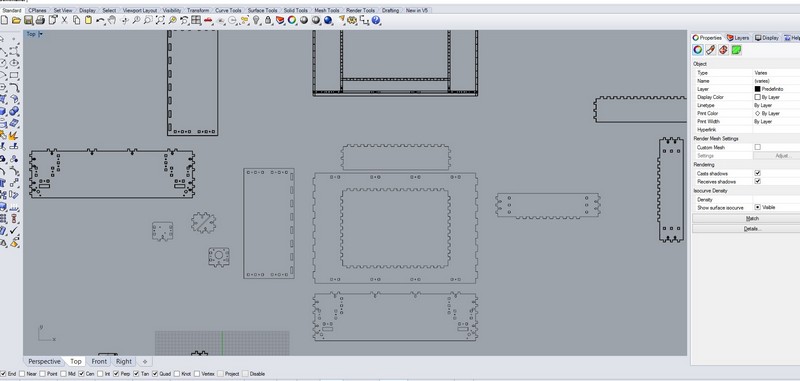 Standard CPlanes Set View Display Select Viewport Layout Visibility Transform Curve Tools Surface Tools Solid Tools Mesh Tools Render Tools Drafting New in V5
Top
Properties Layers Display Help
Object
Type Varies
Name (varies)
Layer Predefinito
Display Color By Layer
Linetype By Layer
Print Color By Layer
Print Width By Layer
Hyperlink
Render Mesh Settings
Custom Mesh
Settings Adjust...
Rendering
Casts shadows
Receives shadows
Isocurve Density
Density
Show surface isocurve Visible
Match
Details...
Perspective Top Front Right
End Near Point Mid Cen Int Perp Tan Quad Knot Vertex Project Disable